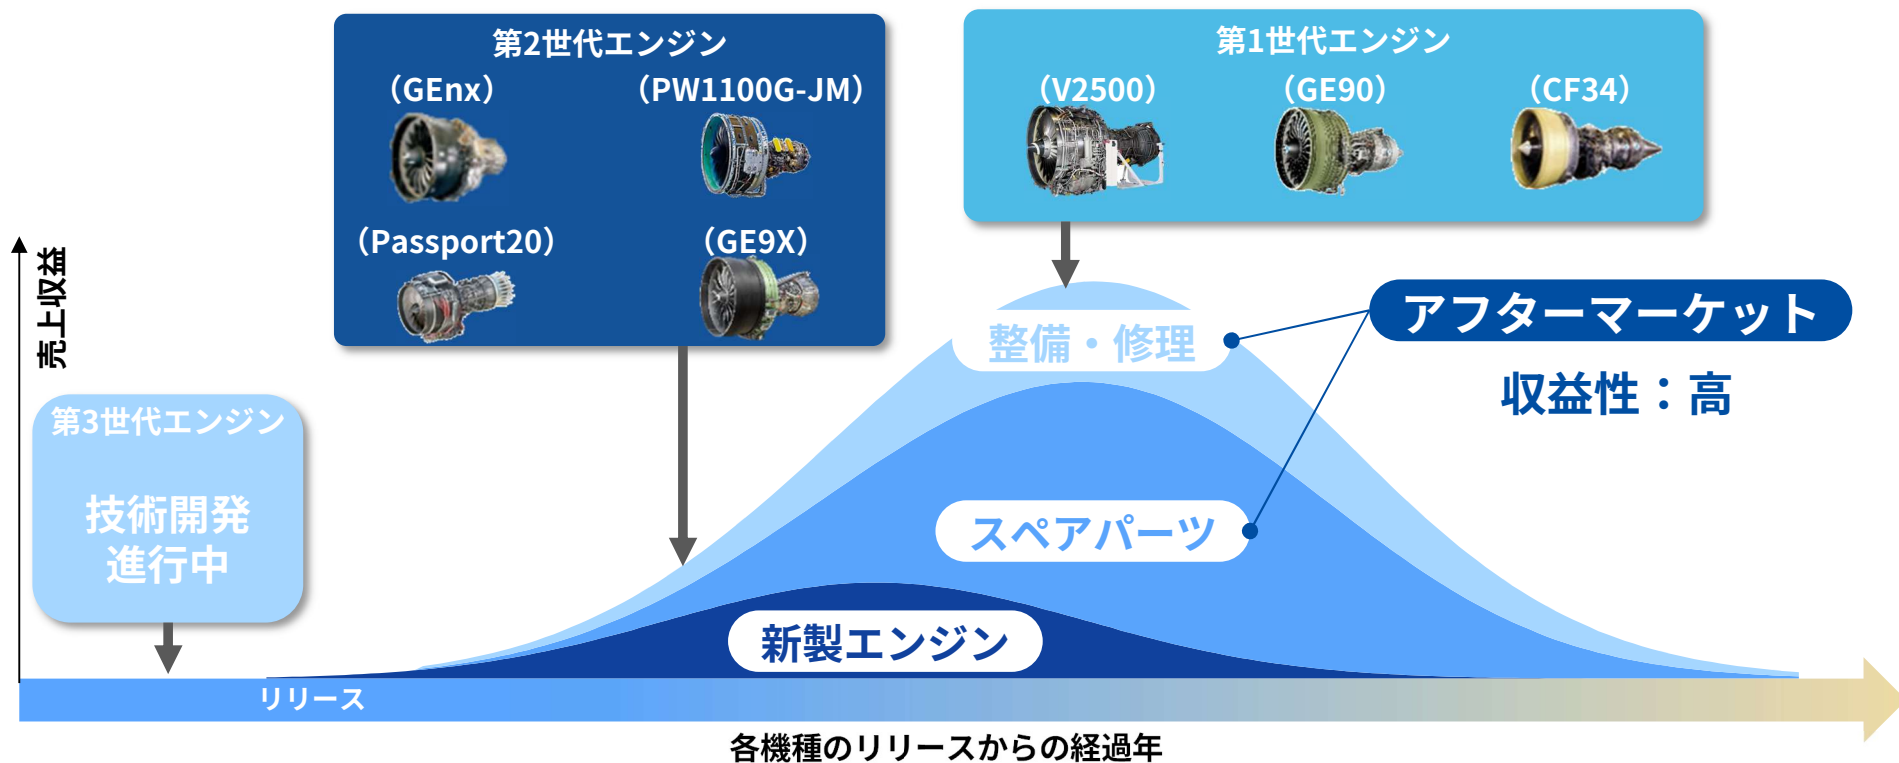 第2世代エンジン
（GEnx）
（PW1100G-JM）
（Passport20）
（GE9X）
第1世代エンジン
（V2500）
（GE90）
（CF34）
売上収益
第3世代エンジン
技術開発
進行中
整備・修理
アフターマーケット
収益性：高
スペアパーツ
新製エンジン
リリース
各機種のリリースからの経過年